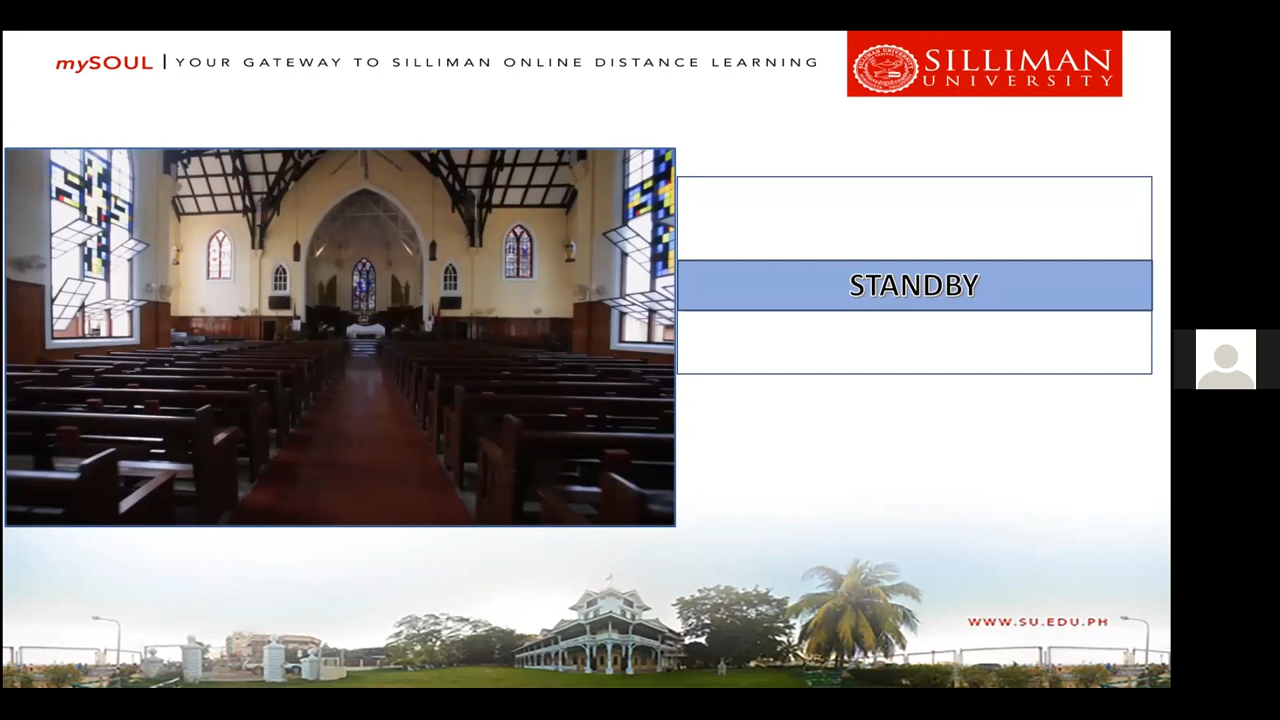 mySOUL | YOUR GATEWAY TO SILLIMAN ONLINE DISTANCE LEARNING
SILLIMAN
UNIVERSITY
STANDBY
WWW.SU.EDU.PH